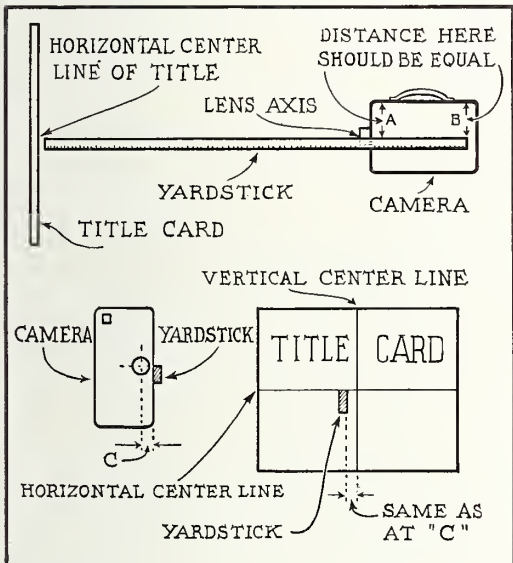 HORIZONTAL CENTER
LINE OF TITLE
DISTANCE HERE
SHOULD BE EQUAL
LENS AXIS
A
B
YARDSTICK
CAMERA
TITLE CARD
VERTICAL CENTER LINE
CAMERA
YARDSTICK
TITLE CARD
C
HORIZONTAL CENTER LINE
YARDSTICK
SAME AS
AT "C"